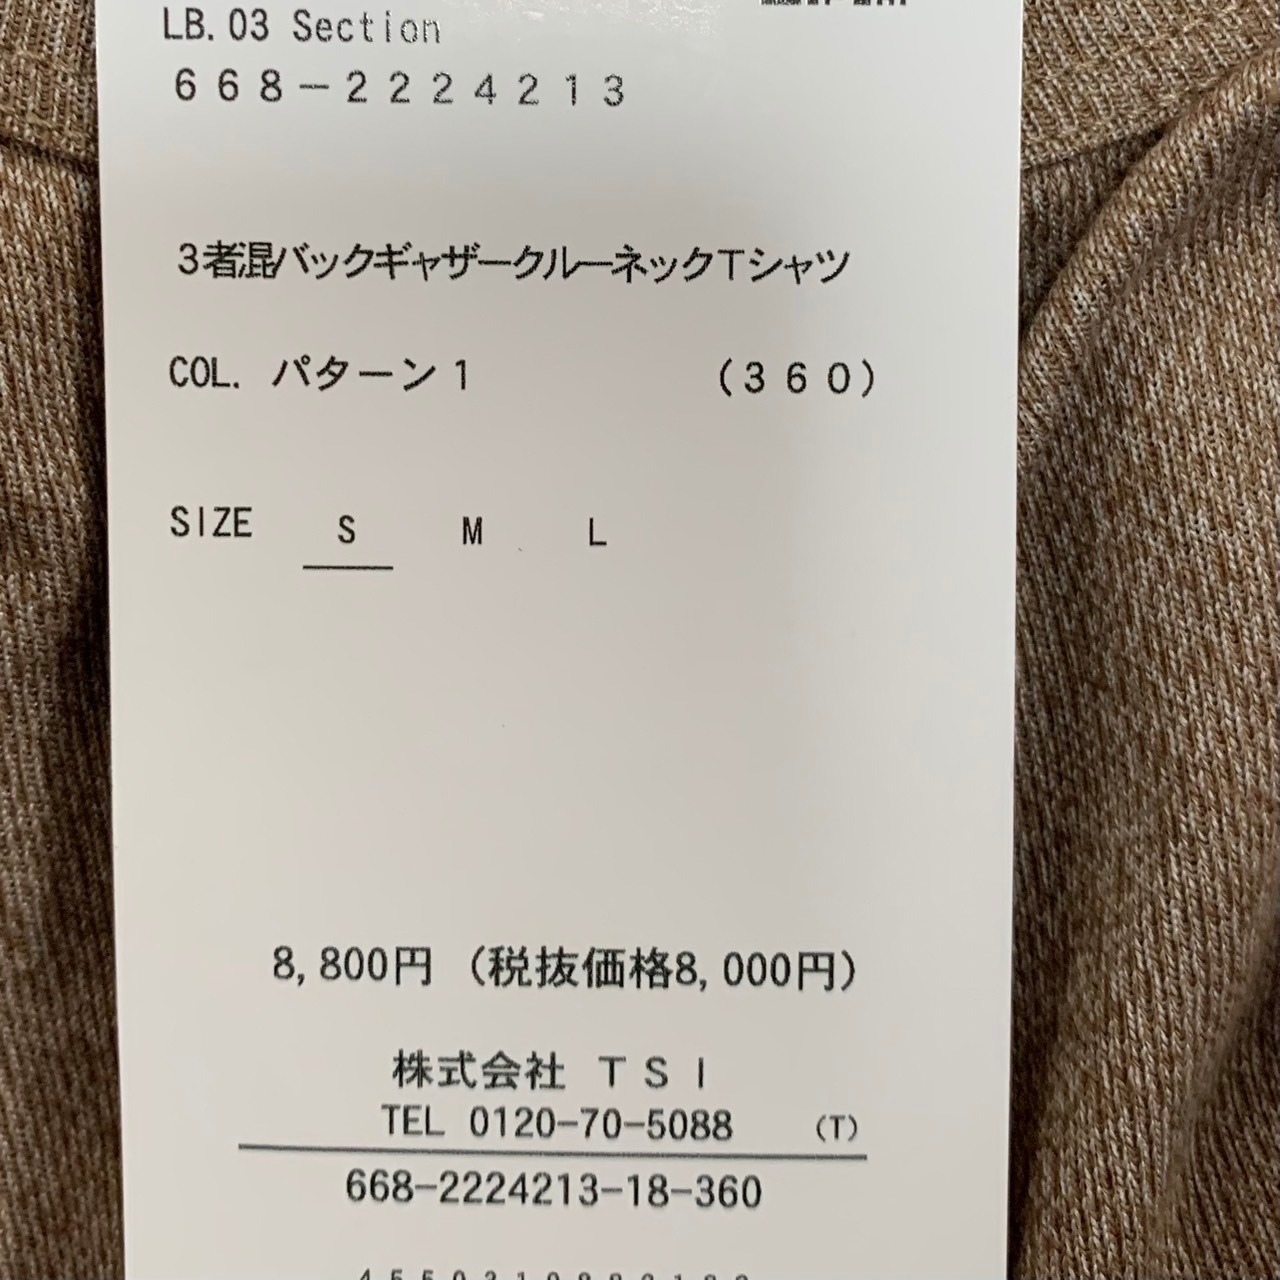 LB.03 Section
668-2224213
3者混バックギャザークルーネックTシャツ
COL. パターン1 (360)
SIZE S M L
8,800円 (税抜価格8,000円)
株式会社 TSI
TEL 0120-70-5088 (T)
668-2224213-18-360